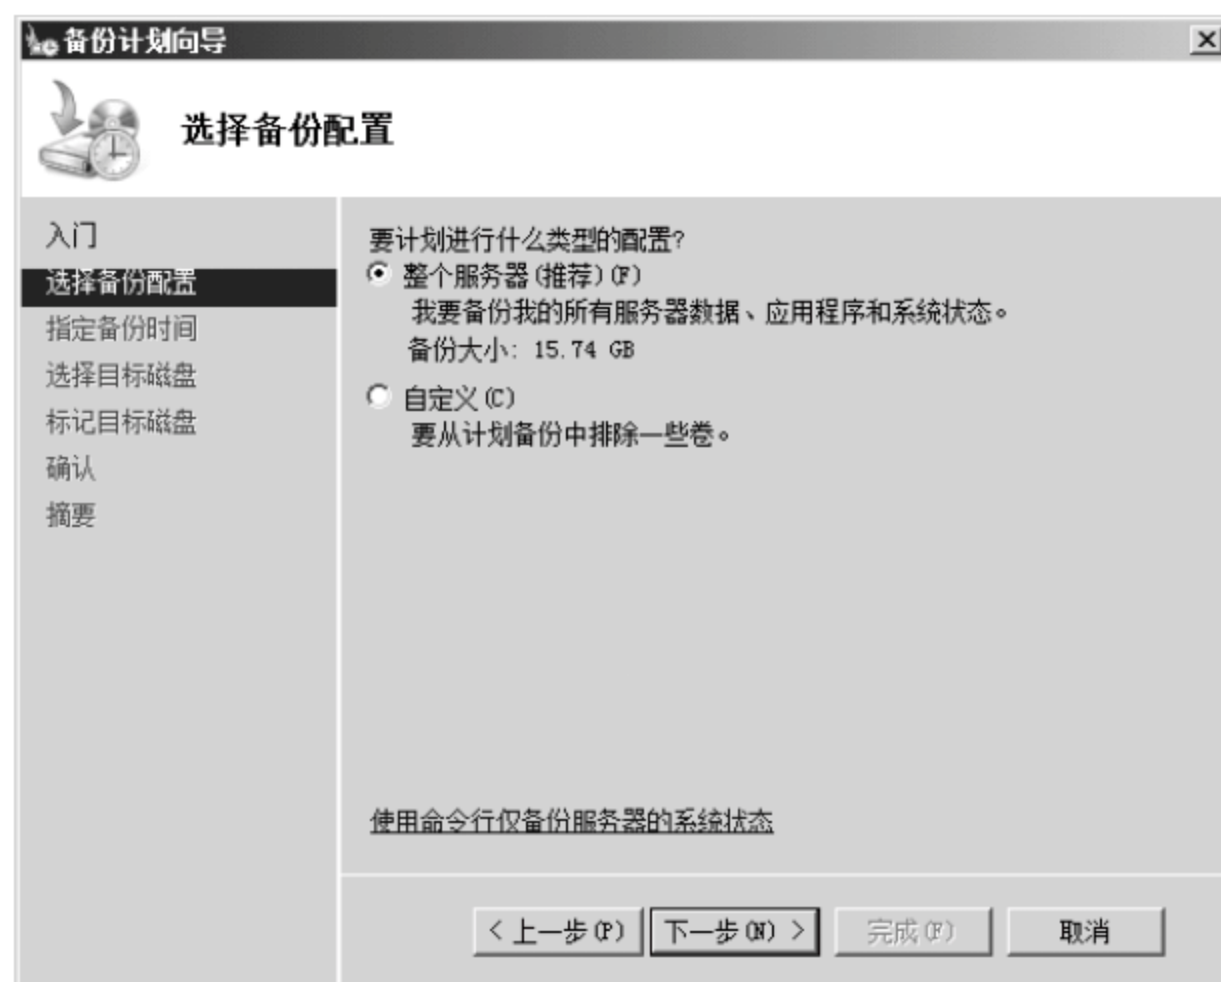 备份计划向导
选择备份配置
入门
选择备份配置
指定备份时间
选择目标磁盘
标记目标磁盘
确认
摘要
要计划进行什么类型的配置?
整个服务器(推荐)(F)
我要备份我的所有服务器数据、应用程序和系统状态。
备份大小: 15.74 GB
自定义(C)
要从计划备份中排除一些卷。
使用命令行仅备份服务器的系统状态
< 上一步(P) 下一步(N) > 完成(F) 取消